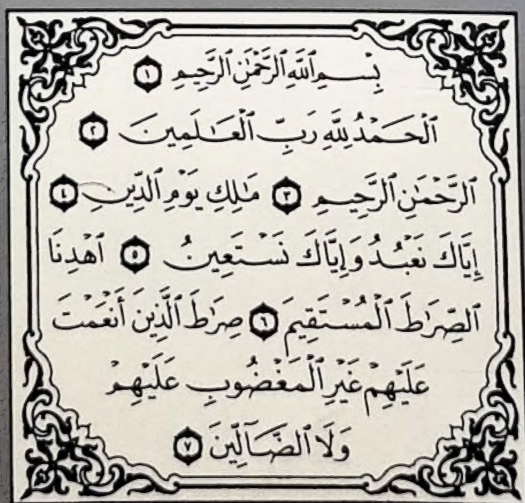 بِسْمِ ٱللَّهِ ٱلرَّحْمَٰنِ ٱلرَّحِيمِ ١
ٱلْحَمْدُ لِلَّهِ رَبِّ ٱلْعَٰلَمِينَ ٢
ٱلرَّحْمَٰنِ ٱلرَّحِيمِ ٣ مَٰلِكِ يَوْمِ ٱلدِّينِ ٤
إِيَّاكَ نَعْبُدُ وَإِيَّاكَ نَسْتَعِينُ ٥ ٱهْدِنَا
ٱلصِّرَٰطَ ٱلْمُسْتَقِيمَ ٦ صِرَٰطَ ٱلَّذِينَ أَنْعَمْتَ
عَلَيْهِمْ غَيْرِ ٱلْمَغْضُوبِ عَلَيْهِمْ
وَلَا ٱلضَّآلِّينَ ٧